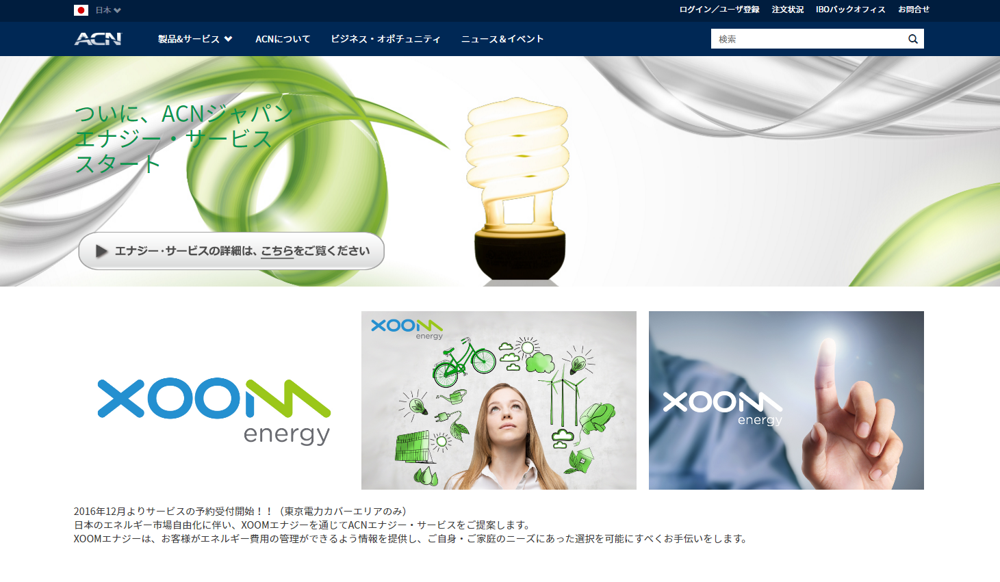 日本
ログイン／ユーザ登録
注文状況
IBOバックオフィス
お問合せ
ACN
製品&サービス
ACNについて
ビジネス・オポチュニティ
ニュース＆イベント
検索
ついに、ACNジャパン
エナジー・サービス
スタート
エナジー・サービスの詳細は、こちらをご覧ください
XOOM
energy
XOOM
energy
XOOM
energy
2016年12月よりサービスの予約受付開始！！（東京電力カバーエリアのみ）
日本のエネルギー市場自由化に伴い、XOOMエナジーを通じてACNエナジー・サービスをご提案します。
XOOMエナジーは、お客様がエネルギー費用の管理ができるよう情報を提供し、ご自身・ご家庭のニーズにあった選択を可能にすべくお手伝いをします。